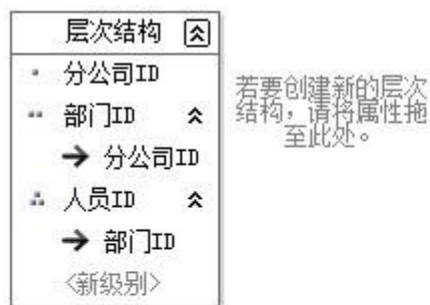 层次结构
分公司ID
部门ID
分公司ID
人员ID
部门ID
<新级别>
若要创建新的层次
结构，请将属性拖
至此处。